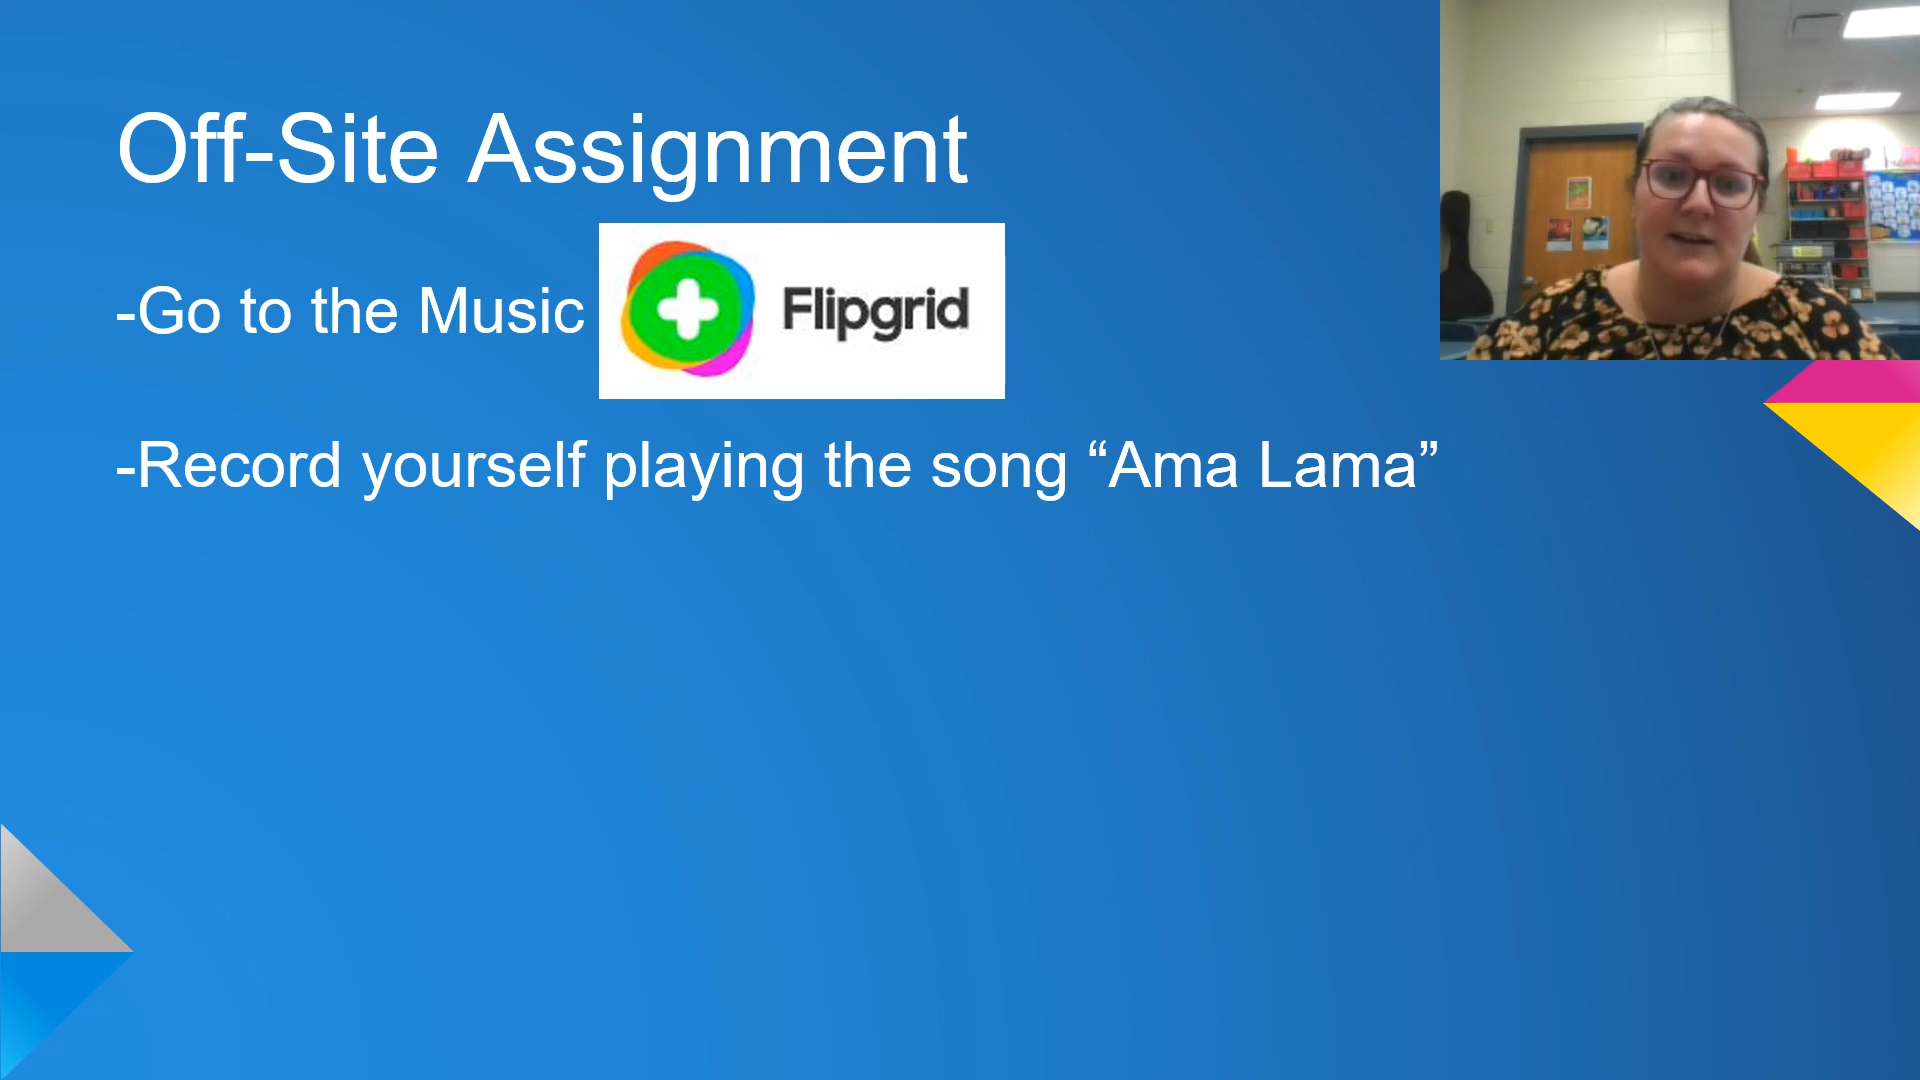 Off-Site Assignment
-Go to the Music Flipgrid
-Record yourself playing the song “Ama Lama”